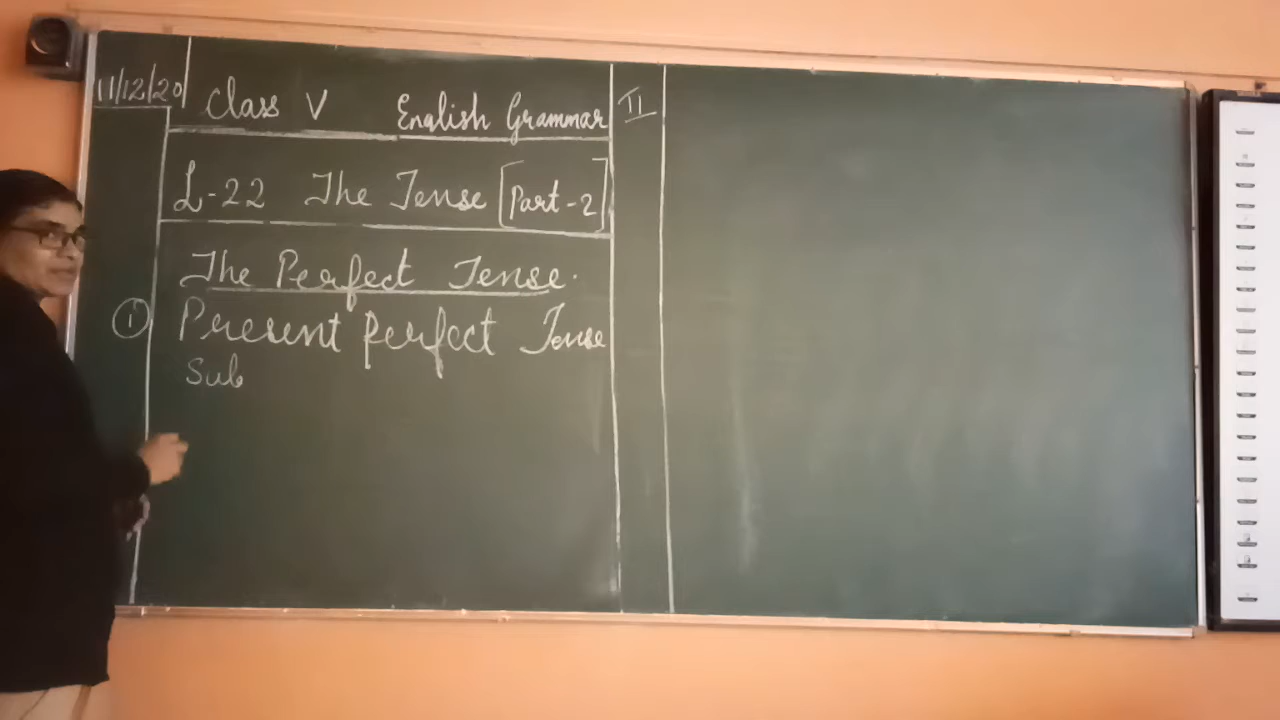 11/12/20
Class V English Grammar II
L-22 The Tense [Part-2]
The Perfect Tense.
① Present Perfect Tense
Sub